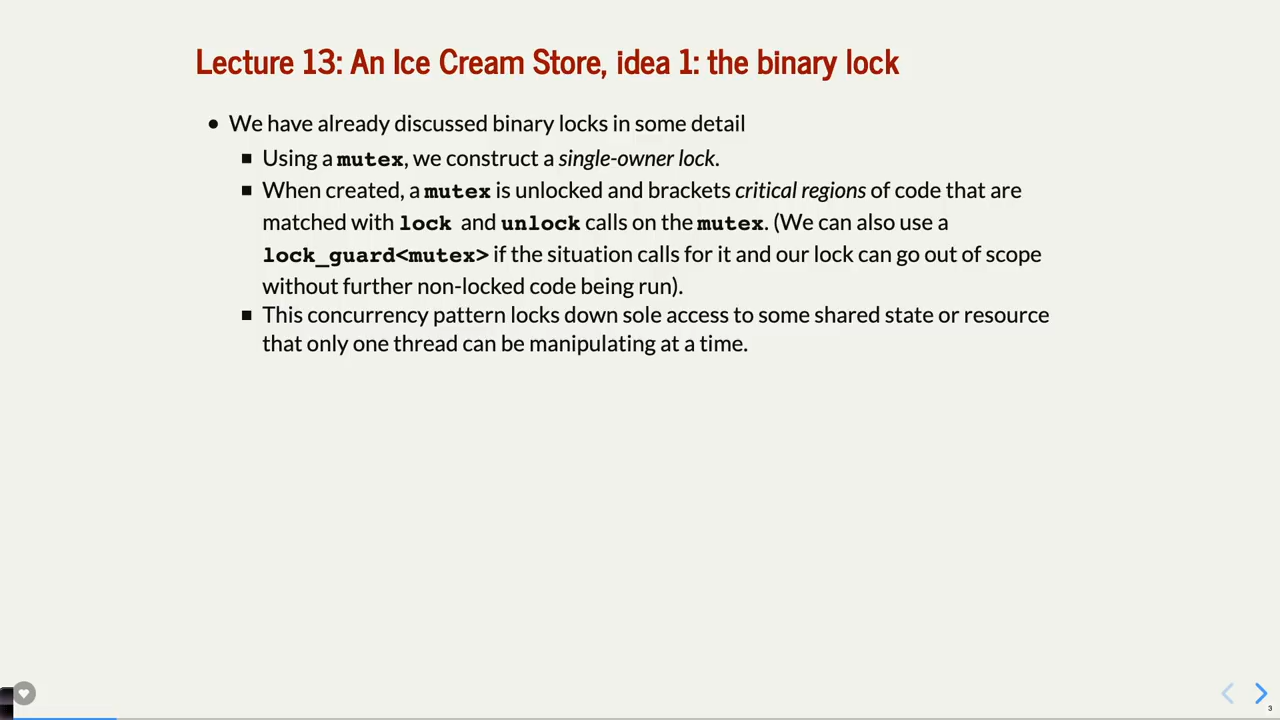 Lecture 13: An Ice Cream Store, idea 1: the binary lock
• We have already discussed binary locks in some detail
▪ Using a mutex, we construct a single-owner lock.
▪ When created, a mutex is unlocked and brackets critical regions of code that are
matched with lock and unlock calls on the mutex. (We can also use a
lock_guard<mutex> if the situation calls for it and our lock can go out of scope
without further non-locked code being run).
▪ This concurrency pattern locks down sole access to some shared state or resource
that only one thread can be manipulating at a time.
3